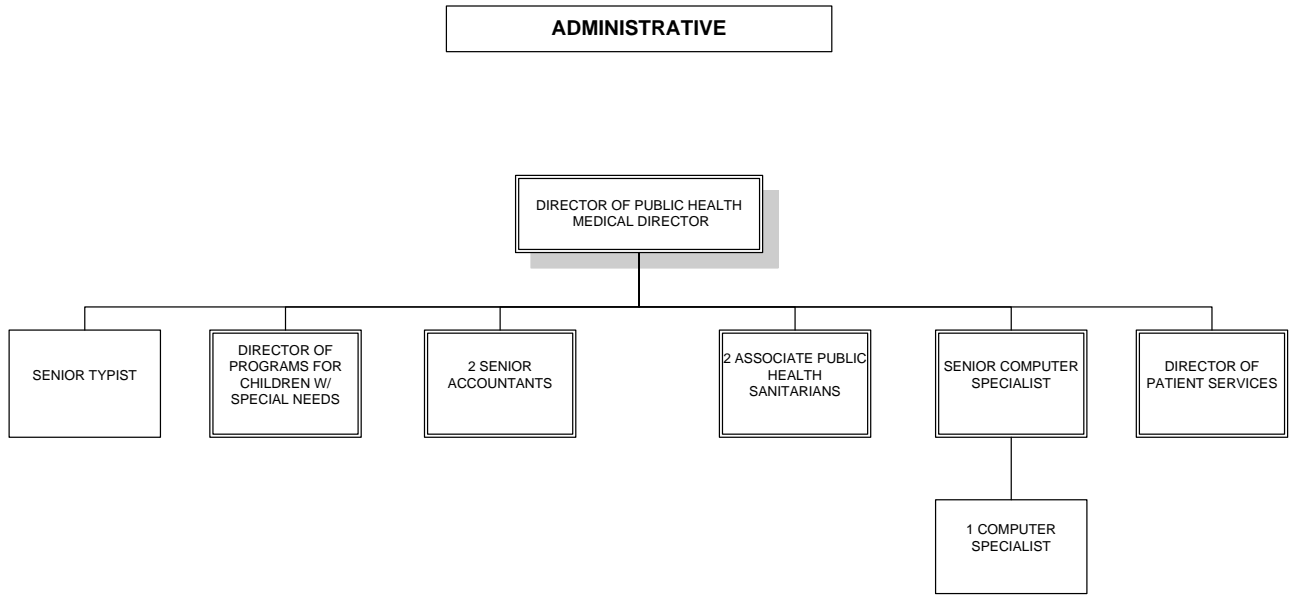 ADMINISTRATIVE
DIRECTOR OF PUBLIC HEALTH
MEDICAL DIRECTOR
SENIOR TYPIST
DIRECTOR OF
PROGRAMS FOR
CHILDREN W/
SPECIAL NEEDS
2 SENIOR
ACCOUNTANTS
2 ASSOCIATE PUBLIC
HEALTH
SANITARIANS
SENIOR COMPUTER
SPECIALIST
DIRECTOR OF
PATIENT SERVICES
1 COMPUTER
SPECIALIST